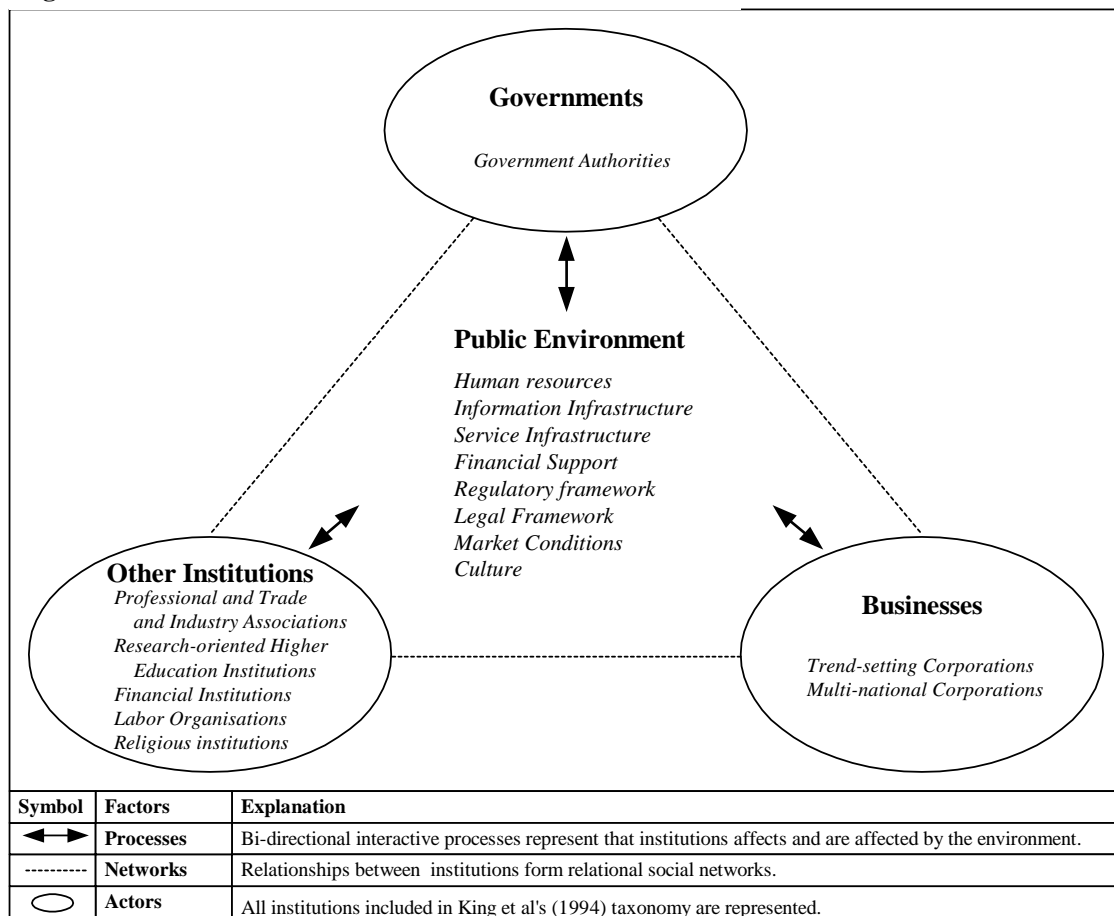 Governments
Government Authorities
Public Environment
Human resources
Information Infrastructure
Service Infrastructure
Financial Support
Regulatory framework
Legal Framework
Market Conditions
Culture
Other Institutions
Professional and Trade
and Industry Associations
Research-oriented Higher
Education Institutions
Financial Institutions
Labor Organisations
Religious institutions
Businesses
Trend-setting Corporations
Multi-national Corporations
Symbol Factors Explanation
Processes Bi-directional interactive processes represent that institutions affects and are affected by the environment.
Networks Relationships between institutions form relational social networks.
Actors All institutions included in King et al's (1994) taxonomy are represented.